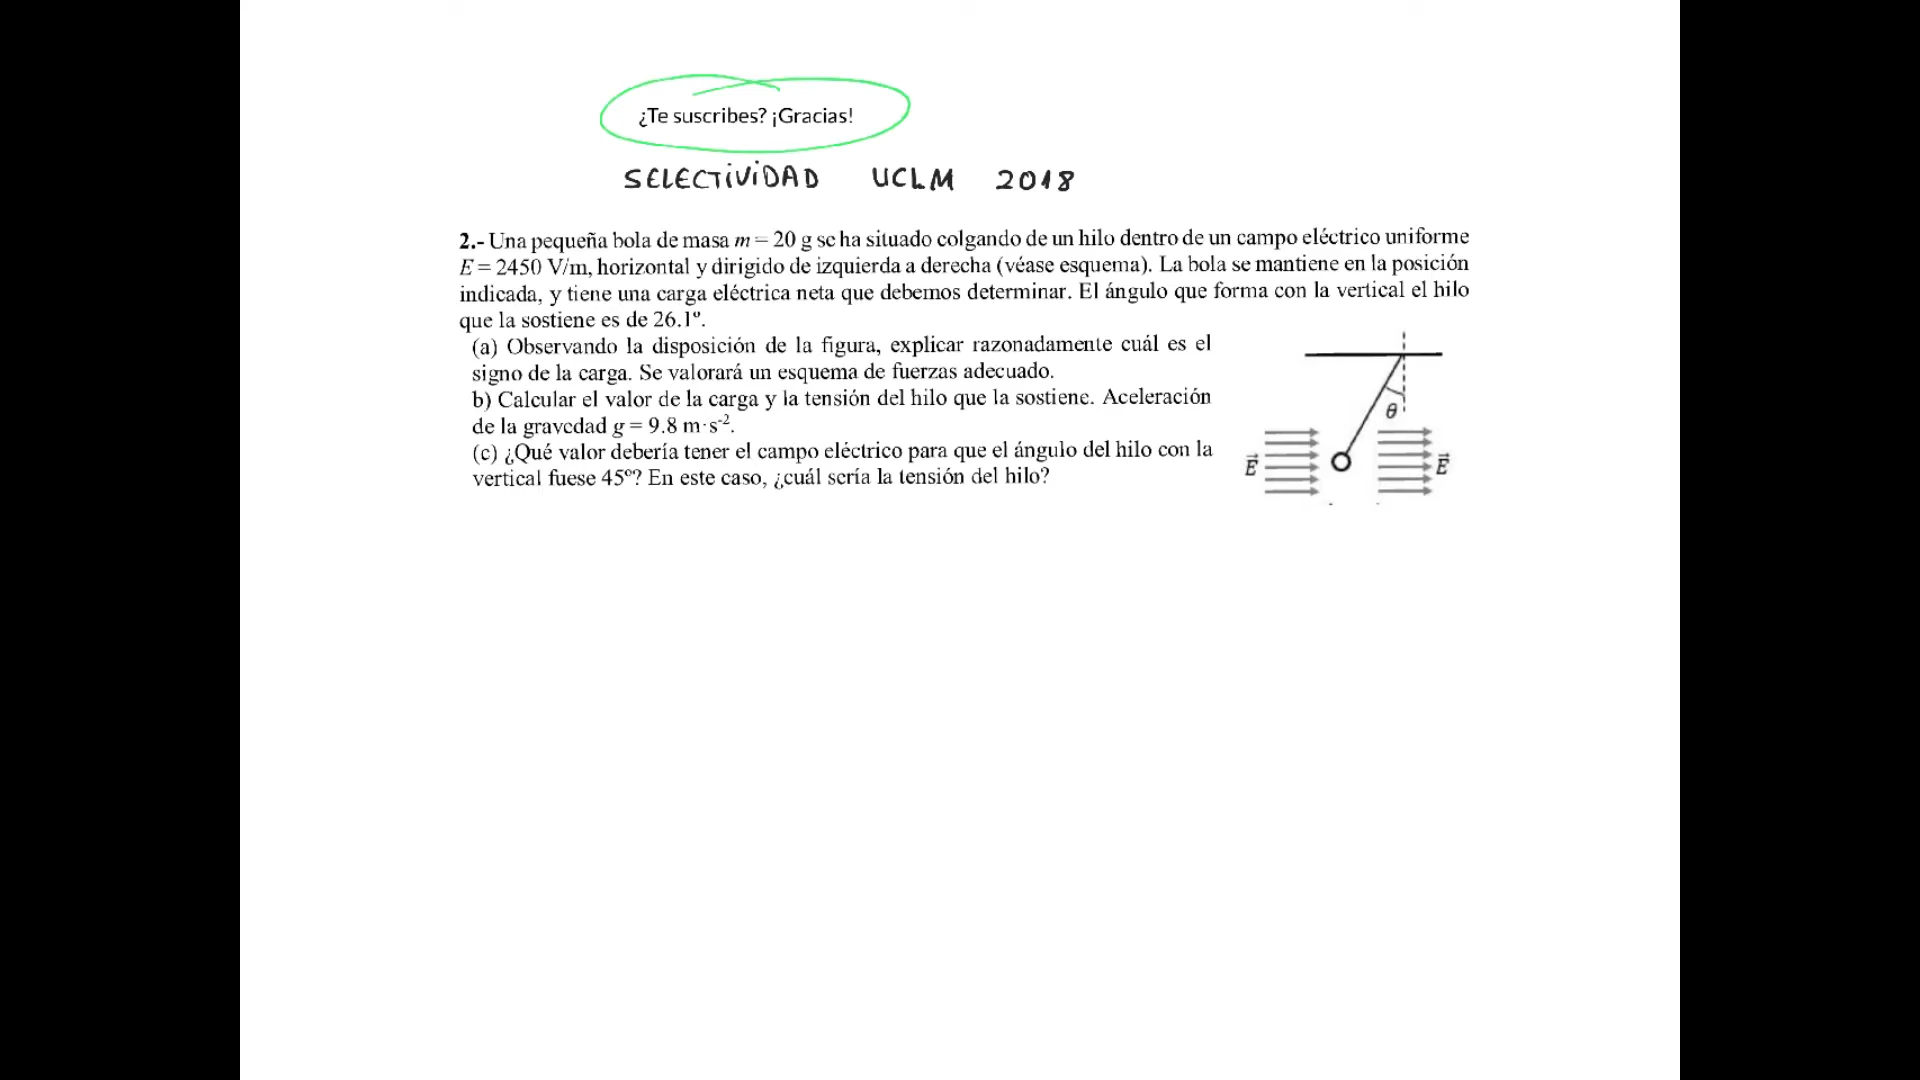 ¿Te suscribes? ¡Gracias!
SELECTIVIDAD UCLM 2018
2.- Una pequeña bola de masa m = 20 g se ha situado colgando de un hilo dentro de un campo eléctrico uniforme
E = 2450 V/m, horizontal y dirigido de izquierda a derecha (véase esquema). La bola se mantiene en la posición
indicada, y tiene una carga eléctrica neta que debemos determinar. El ángulo que forma con la vertical el hilo
que la sostiene es de 26.1º.
(a) Observando la disposición de la figura, explicar razonadamente cuál es el
signo de la carga. Se valorará un esquema de fuerzas adecuado.
b) Calcular el valor de la carga y la tensión del hilo que la sostiene. Aceleración
de la gravedad g = 9.8 m·s⁻².
(c) ¿Qué valor debería tener el campo eléctrico para que el ángulo del hilo con la
vertical fuese 45º? En este caso, ¿cuál sería la tensión del hilo?
θ
E⃗
E⃗